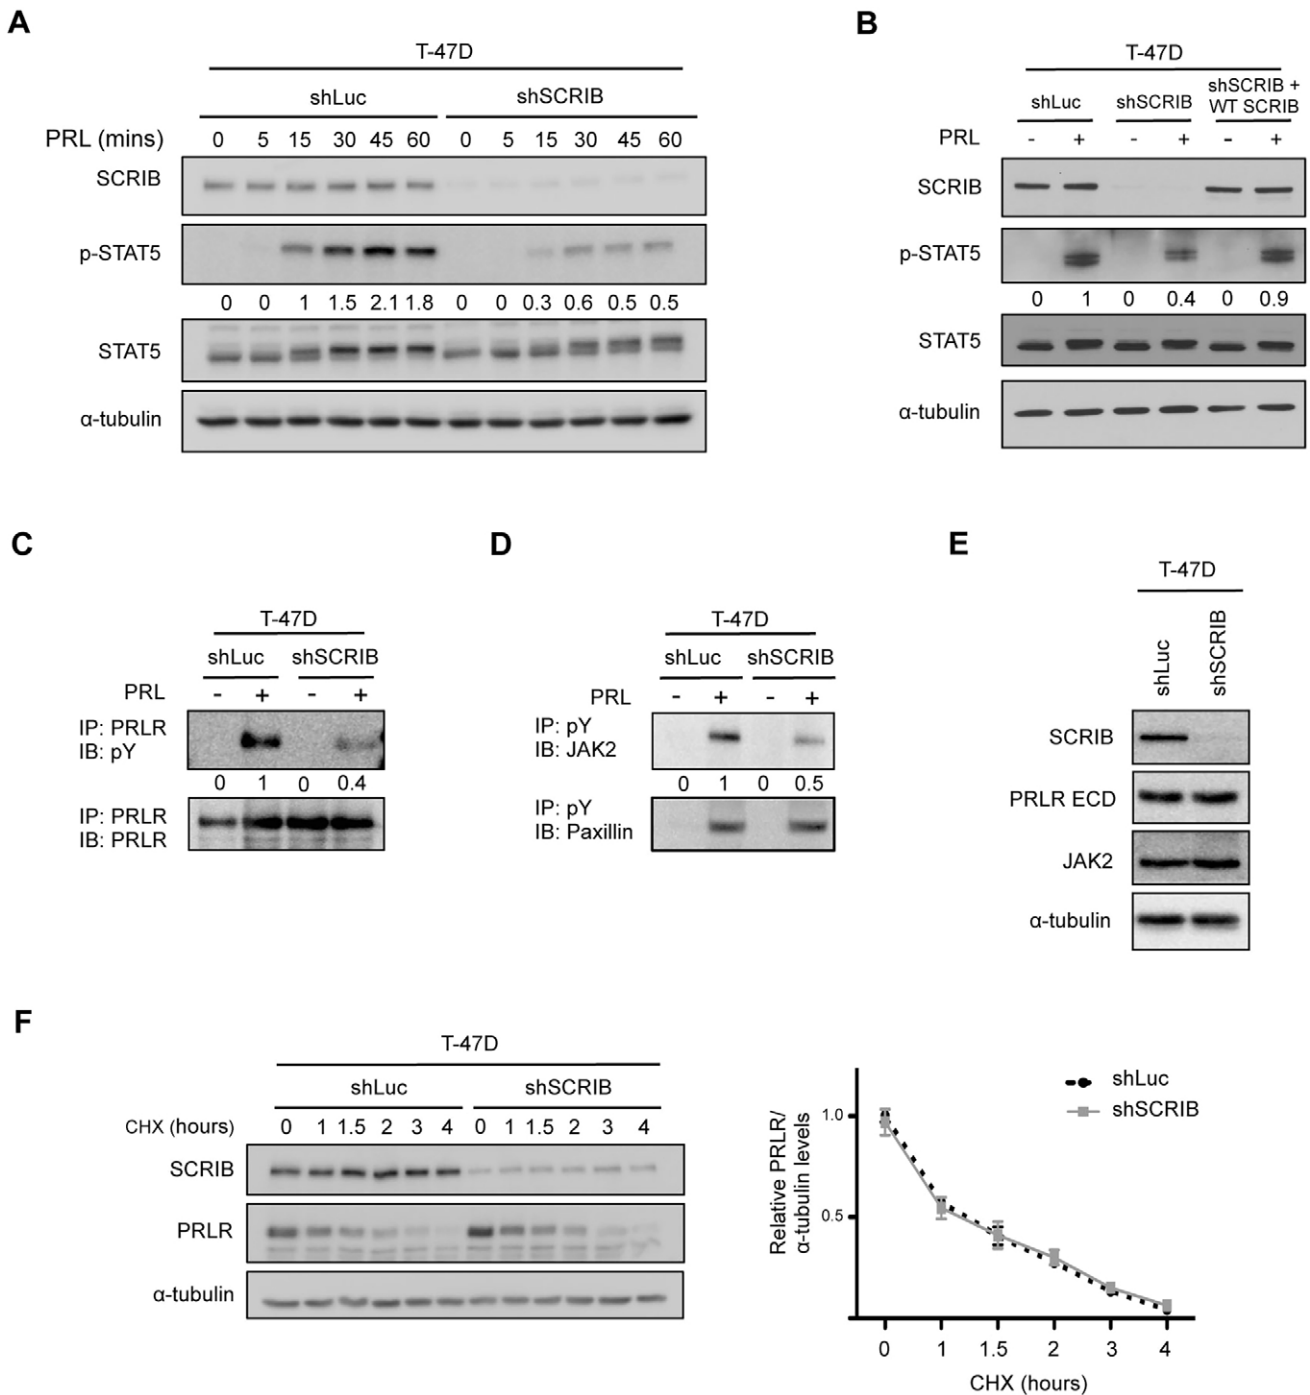 A
T-47D
shLuc shSCRIB
PRL (mins) 0 5 15 30 45 60 0 5 15 30 45 60
SCRIB
p-STAT5
0 0 1 1.5 2.1 1.8 0 0 0.3 0.6 0.5 0.5
STAT5
α-tubulin
B
T-47D
shLuc shSCRIB shSCRIB +
WT SCRIB
PRL - + - + - +
SCRIB
p-STAT5
0 1 0 0.4 0 0.9
STAT5
α-tubulin
C
T-47D
shLuc shSCRIB
PRL - + - +
IP: PRLR
IB: pY
0 1 0 0.4
IP: PRLR
IB: PRLR
D
T-47D
shLuc shSCRIB
PRL - + - +
IP: pY
IB: JAK2
0 1 0 0.5
IP: pY
IB: Paxillin
E
T-47D
shLuc
shSCRIB
SCRIB
PRLR ECD
JAK2
α-tubulin
F
T-47D
shLuc shSCRIB
CHX (hours) 0 1 1.5 2 3 4 0 1 1.5 2 3 4
SCRIB
PRLR
α-tubulin
shLuc
shSCRIB
Relative PRLR/
α-tubulin levels
1.0
0.5
0 1 1.5 2 3 4
CHX (hours)